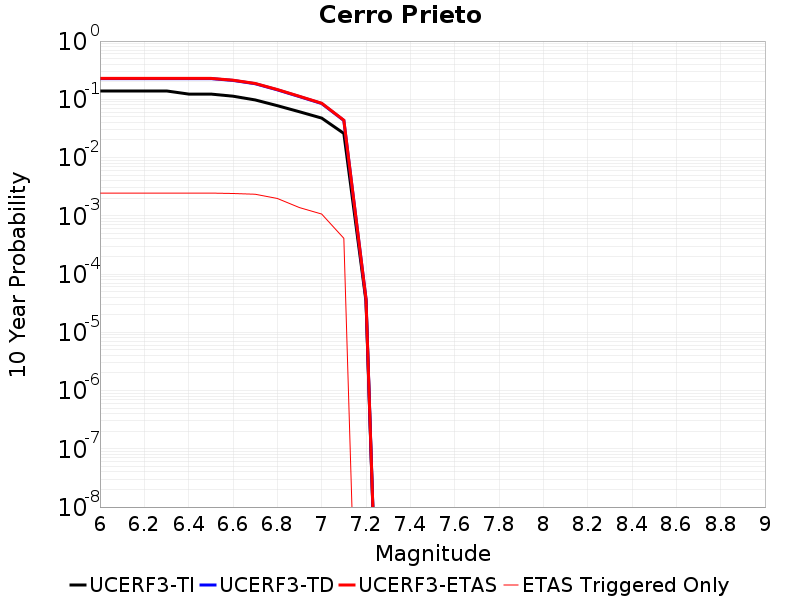 Cerro Prieto
10 Year Probability
10^0
10^-1
10^-2
10^-3
10^-4
10^-5
10^-6
10^-7
10^-8
6 6.2 6.4 6.6 6.8 7 7.2 7.4 7.6 7.8 8 8.2 8.4 8.6 8.8 9
Magnitude
UCERF3-TI UCERF3-TD UCERF3-ETAS ETAS Triggered Only